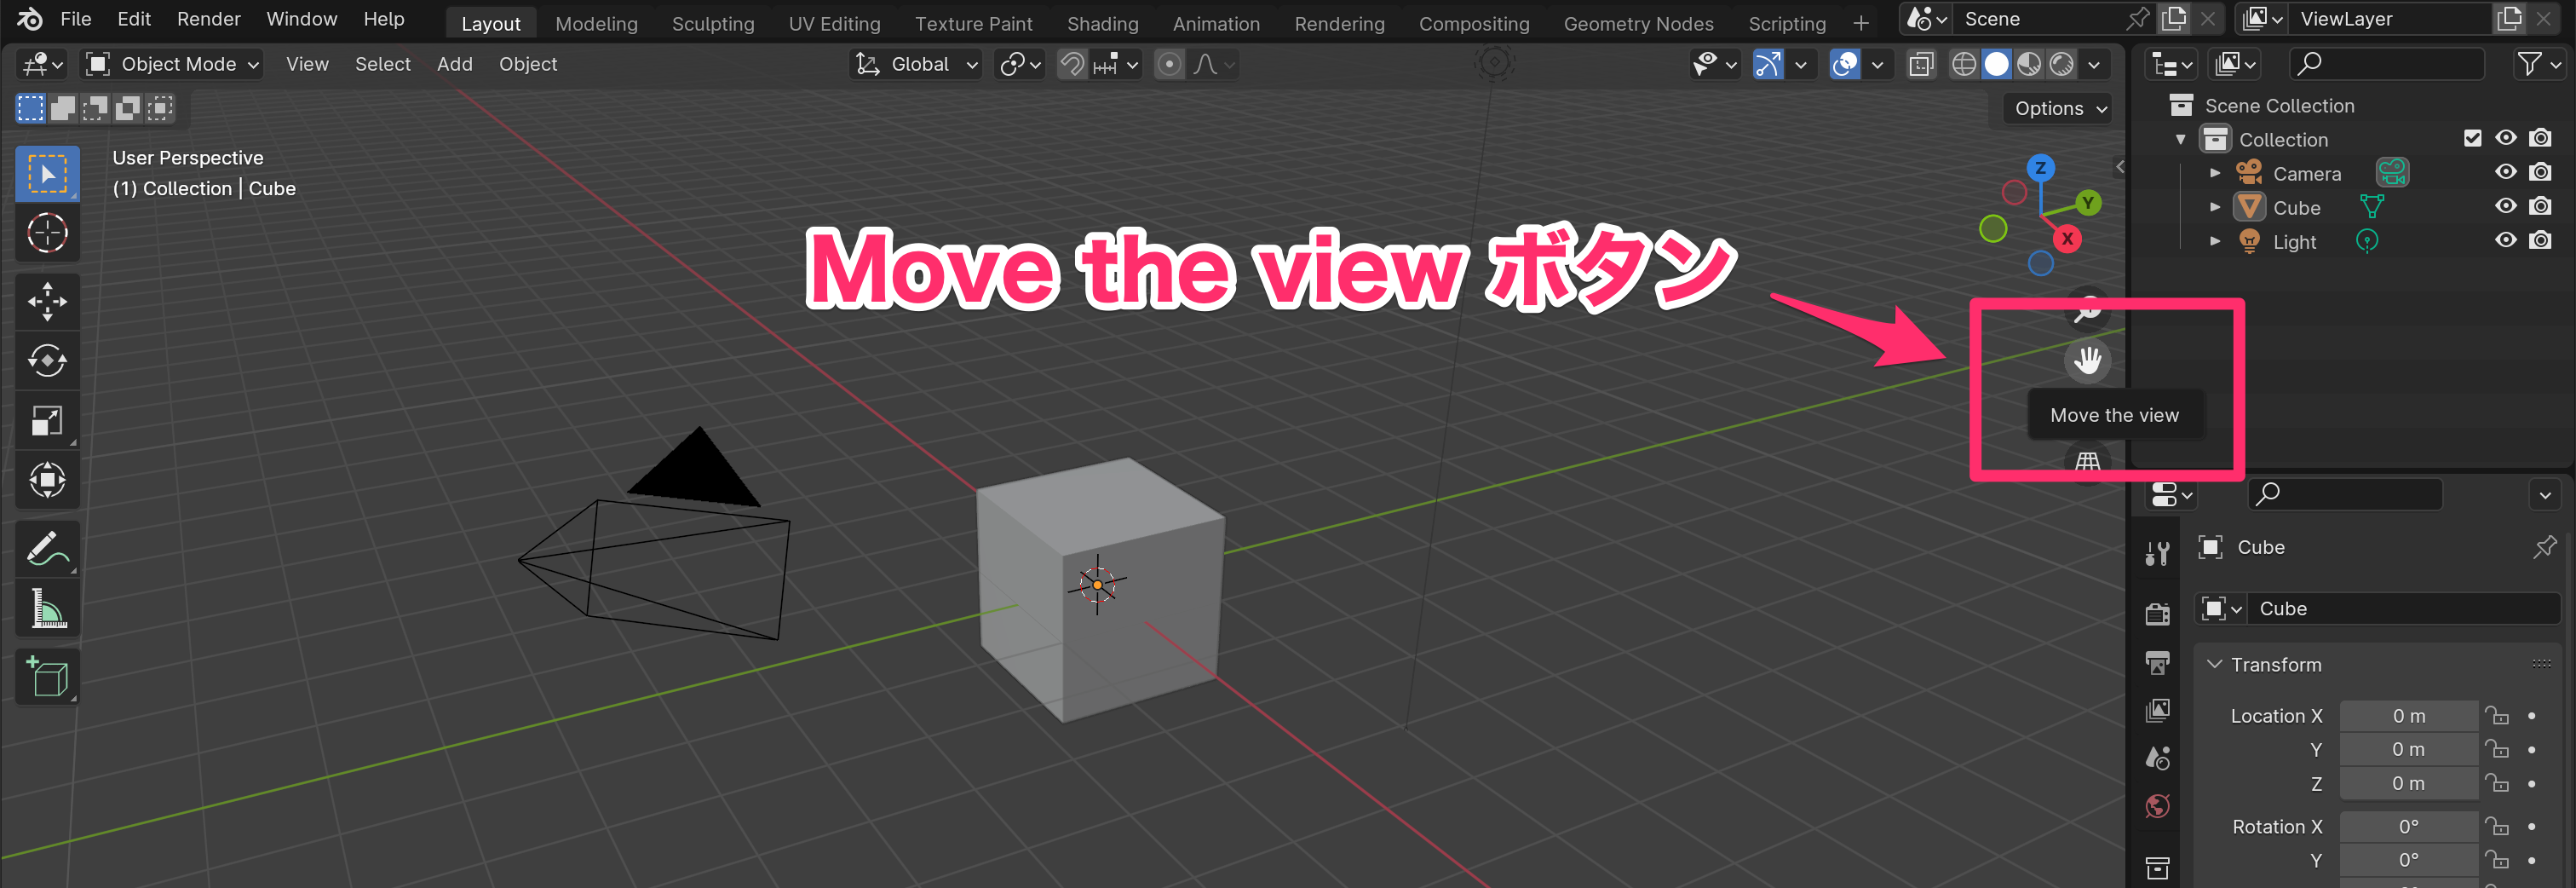 File Edit Render Window Help Layout Modeling Sculpting UV Editing Texture Paint Shading Animation Rendering Compositing Geometry Nodes Scripting + Scene ViewLayer
Object Mode View Select Add Object Global
Options
User Perspective
(1) Collection | Cube
Z
Y
X
Move the view ボタン
Move the view
Scene Collection
Collection
Camera
Cube
Light
Cube
Cube
Transform
Location X 0 m
Y 0 m
Z 0 m
Rotation X 0°
Y 0°